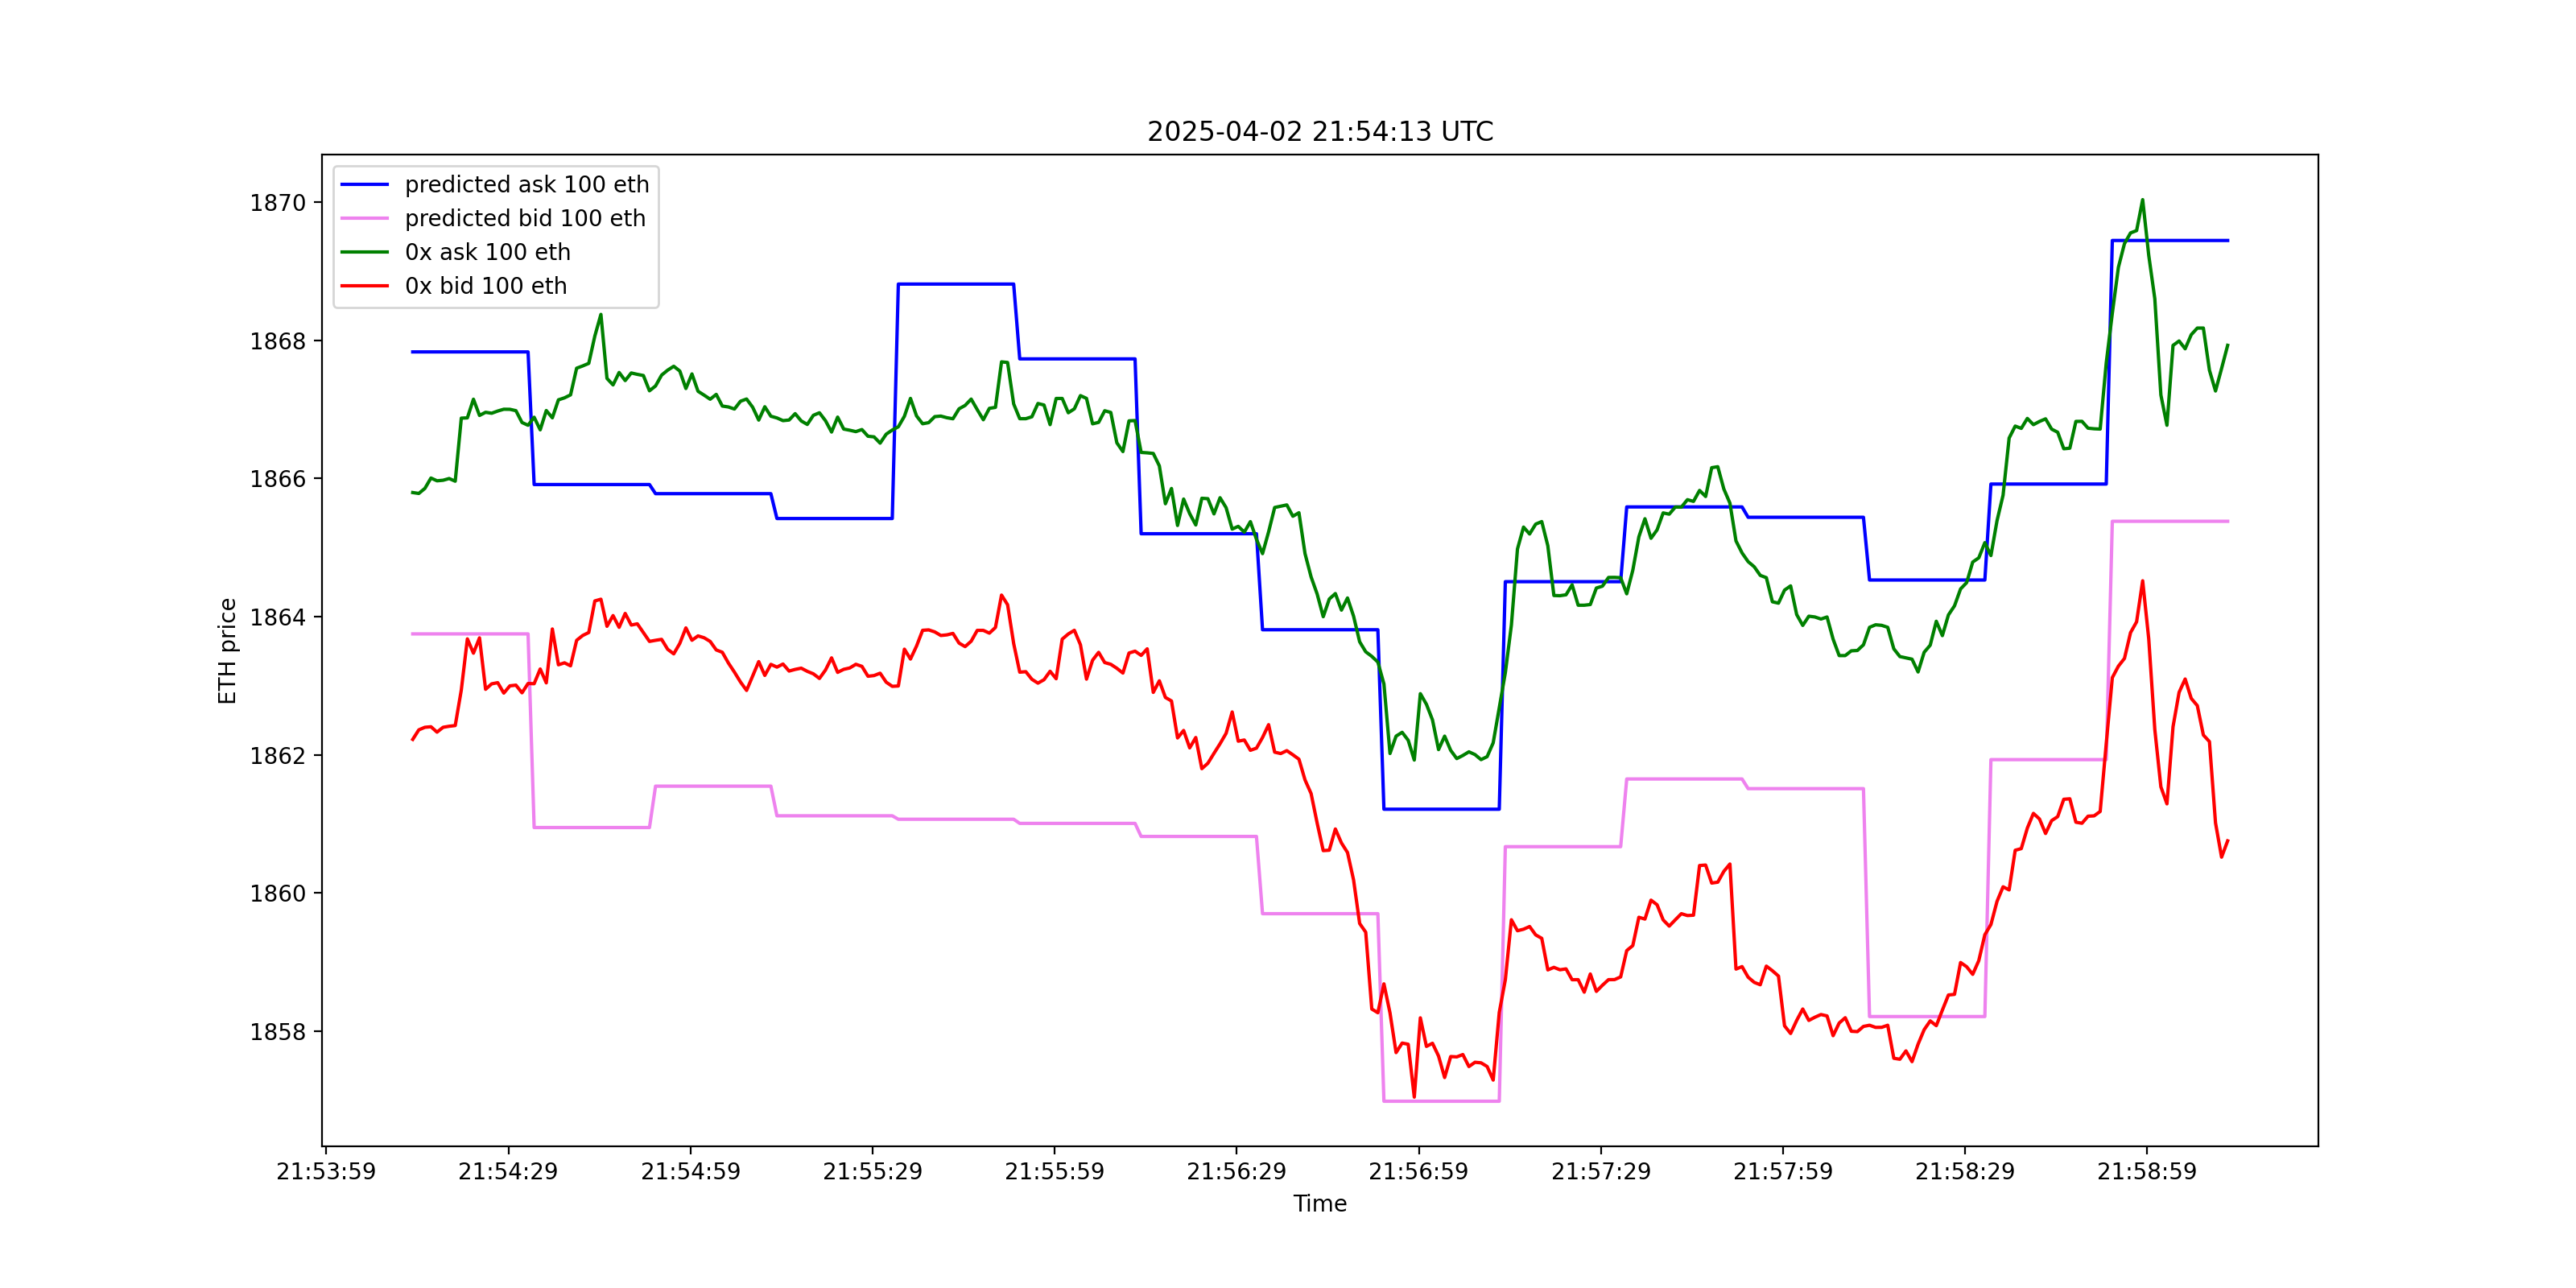 2025-04-02 21:54:13 UTC
predicted ask 100 eth
predicted bid 100 eth
0x ask 100 eth
0x bid 100 eth
1870
1868
1866
1864
1862
1860
1858
ETH price
21:53:59 21:54:29 21:54:59 21:55:29 21:55:59 21:56:29 21:56:59 21:57:29 21:57:59 21:58:29 21:58:59
Time